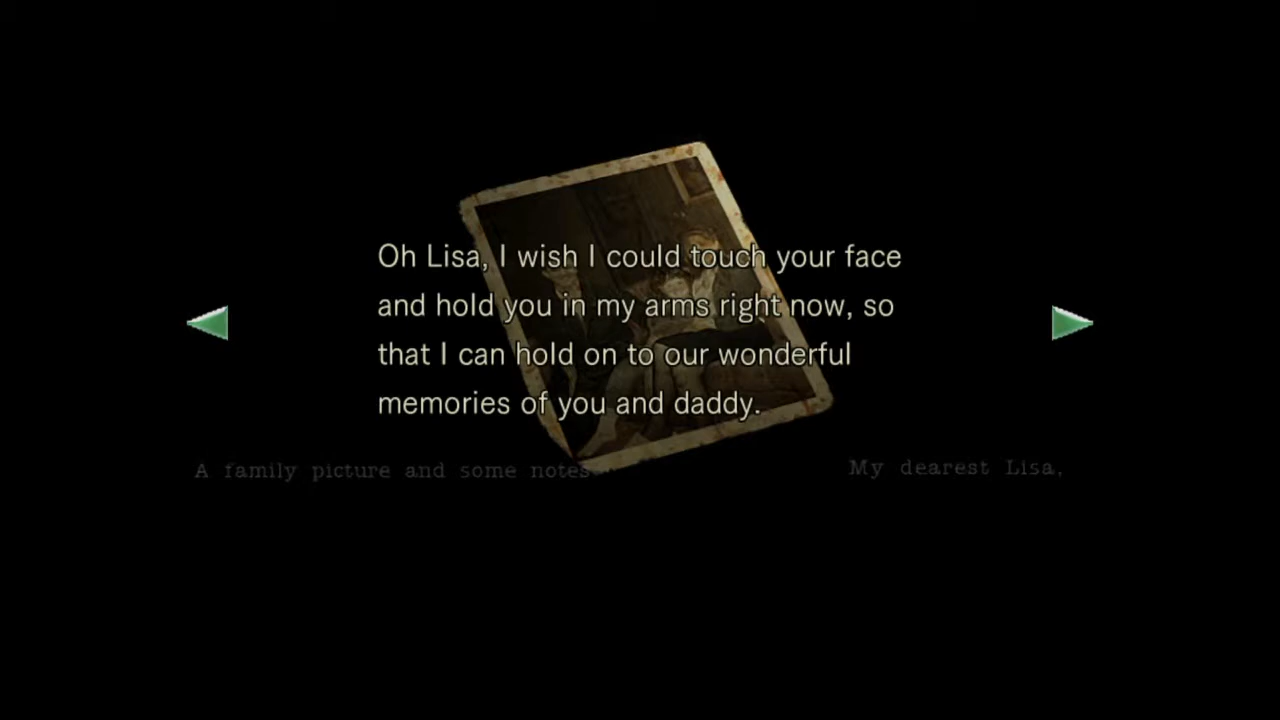 Oh Lisa, I wish I could touch your face
and hold you in my arms right now, so
that I can hold on to our wonderful
memories of you and daddy.
A family picture and some notes
My dearest Lisa,